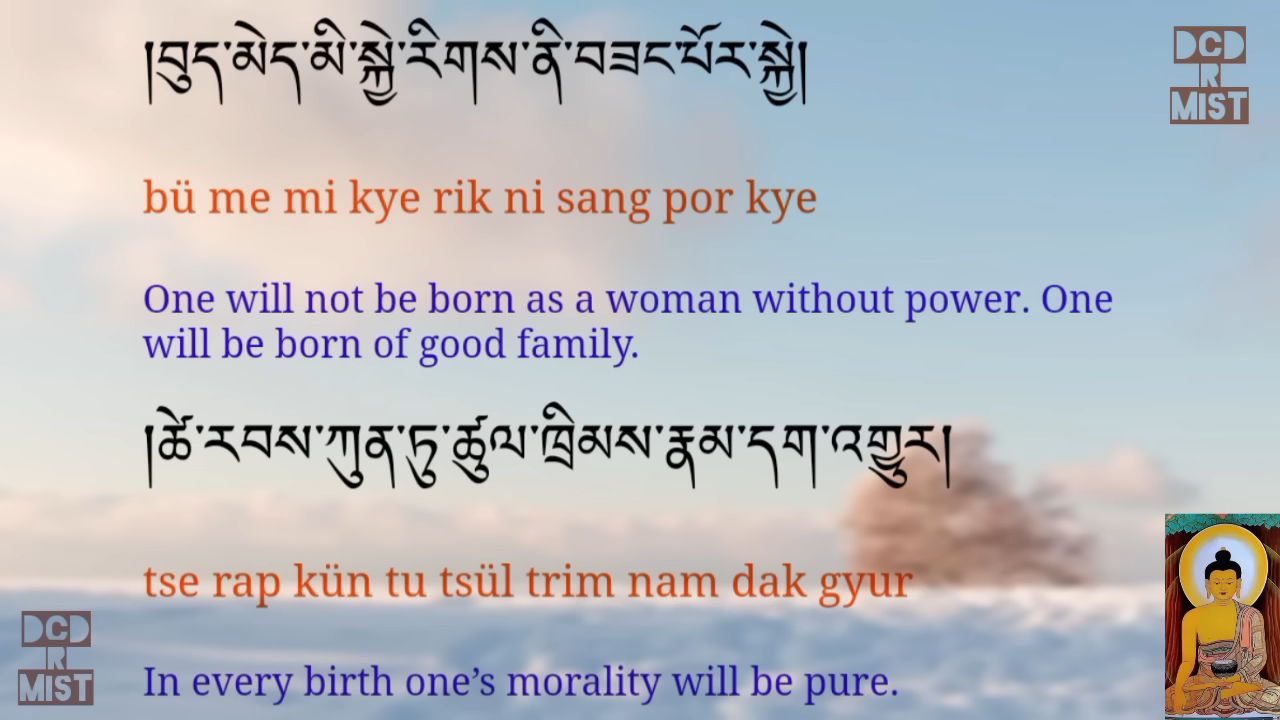 །བུད་མེད་མི་སྐྱེ་རིགས་ནི་བཟང་པོར་སྐྱེ།
DCD
R
MIST
bü me mi kye rik ni sang por kye
One will not be born as a woman without power. One
will be born of good family.
།ཚེ་རབས་ཀུན་ཏུ་ཚུལ་ཁྲིམས་རྣམ་དག་འགྱུར།
tse rap kün tu tsül trim nam dak gyur
DCD
R
MIST
In every birth one’s morality will be pure.